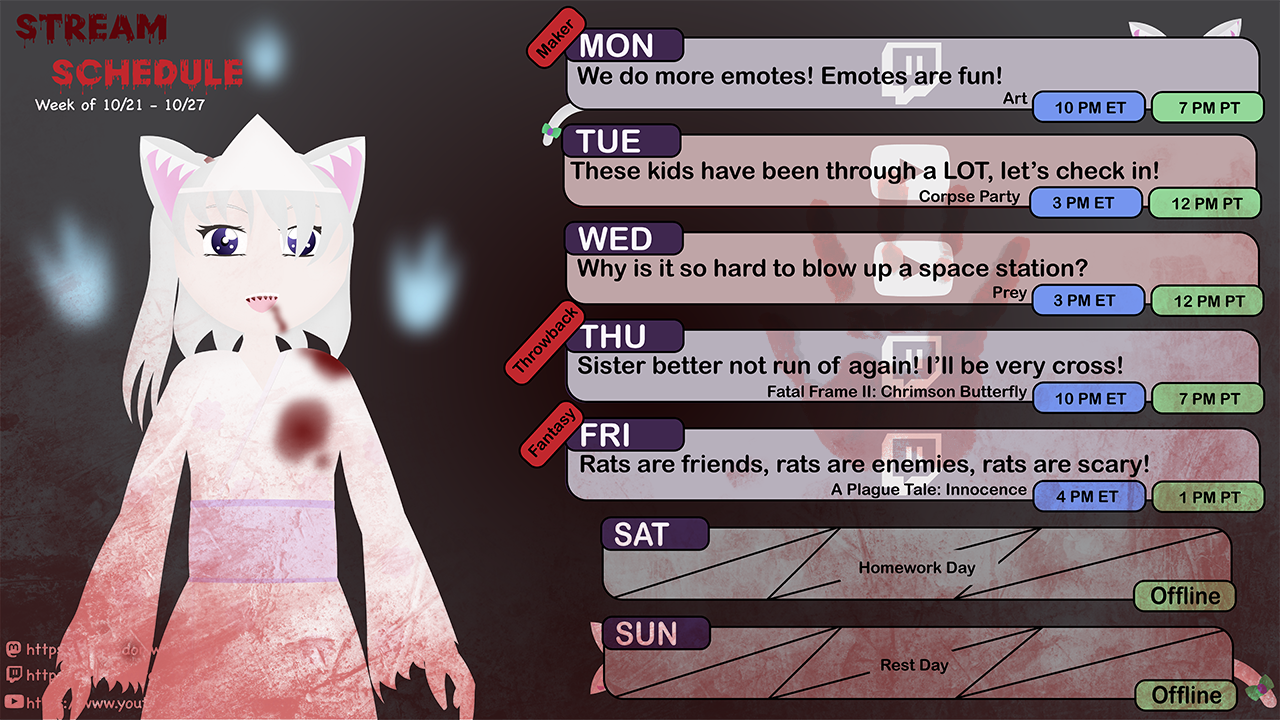 STREAM
SCHEDULE
Week of 10/21 - 10/27
Maker
MON
We do more emotes! Emotes are fun!
Art
10 PM ET
7 PM PT
TUE
These kids have been through a LOT, let's check in!
Corpse Party
3 PM ET
12 PM PT
WED
Why is it so hard to blow up a space station?
Prey
3 PM ET
12 PM PT
Throwback
THU
Sister better not run of again! I'll be very cross!
Fatal Frame II: Chrimson Butterfly
10 PM ET
7 PM PT
Fantasy
FRI
Rats are friends, rats are enemies, rats are scary!
A Plague Tale: Innocence
4 PM ET
1 PM PT
SAT
Homework Day
Offline
SUN
Rest Day
Offline